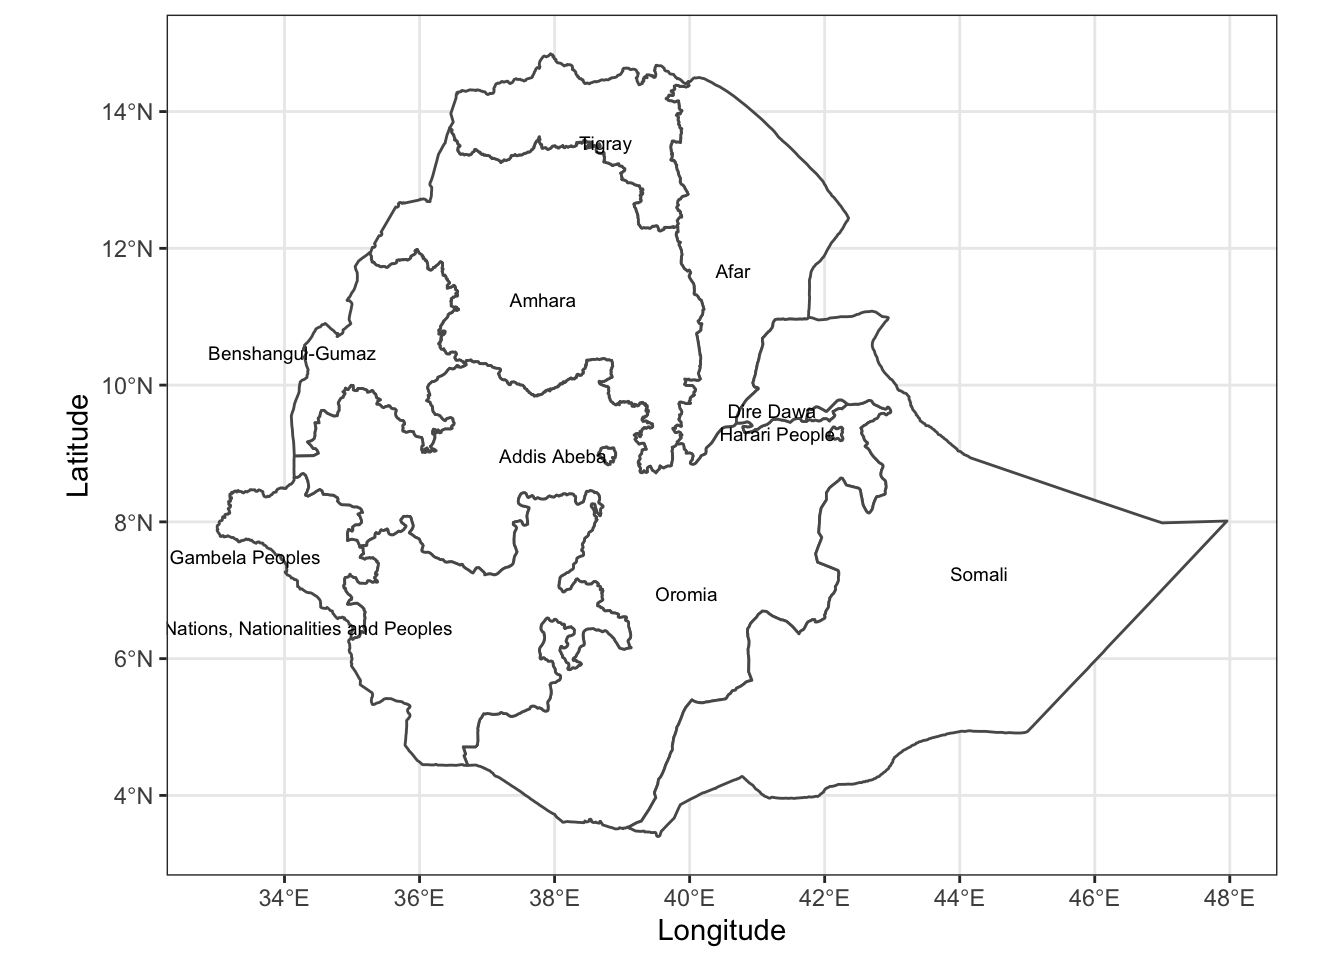 14°N
Tigray
12°N
Afar
Amhara
Benshangul-Gumaz
10°N
Dire Dawa
Harari People
Addis Abeba
8°N
Gambela Peoples
Somali
Oromia
Nations, Nationalities and Peoples
6°N
4°N
Latitude
34°E 36°E 38°E 40°E 42°E 44°E 46°E 48°E
Longitude